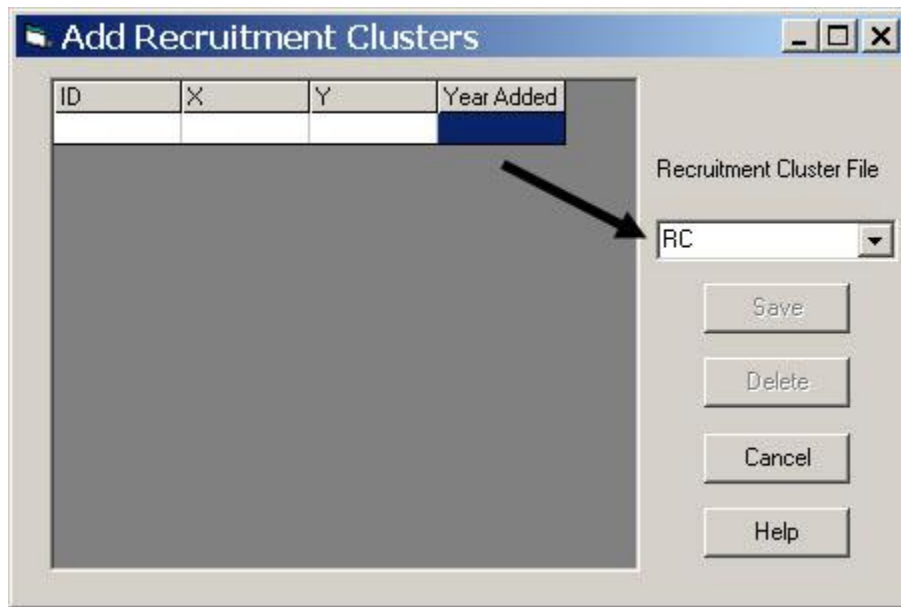 Add Recruitment Clusters
ID X Y Year Added
Recruitment Cluster File
RC
Save
Delete
Cancel
Help